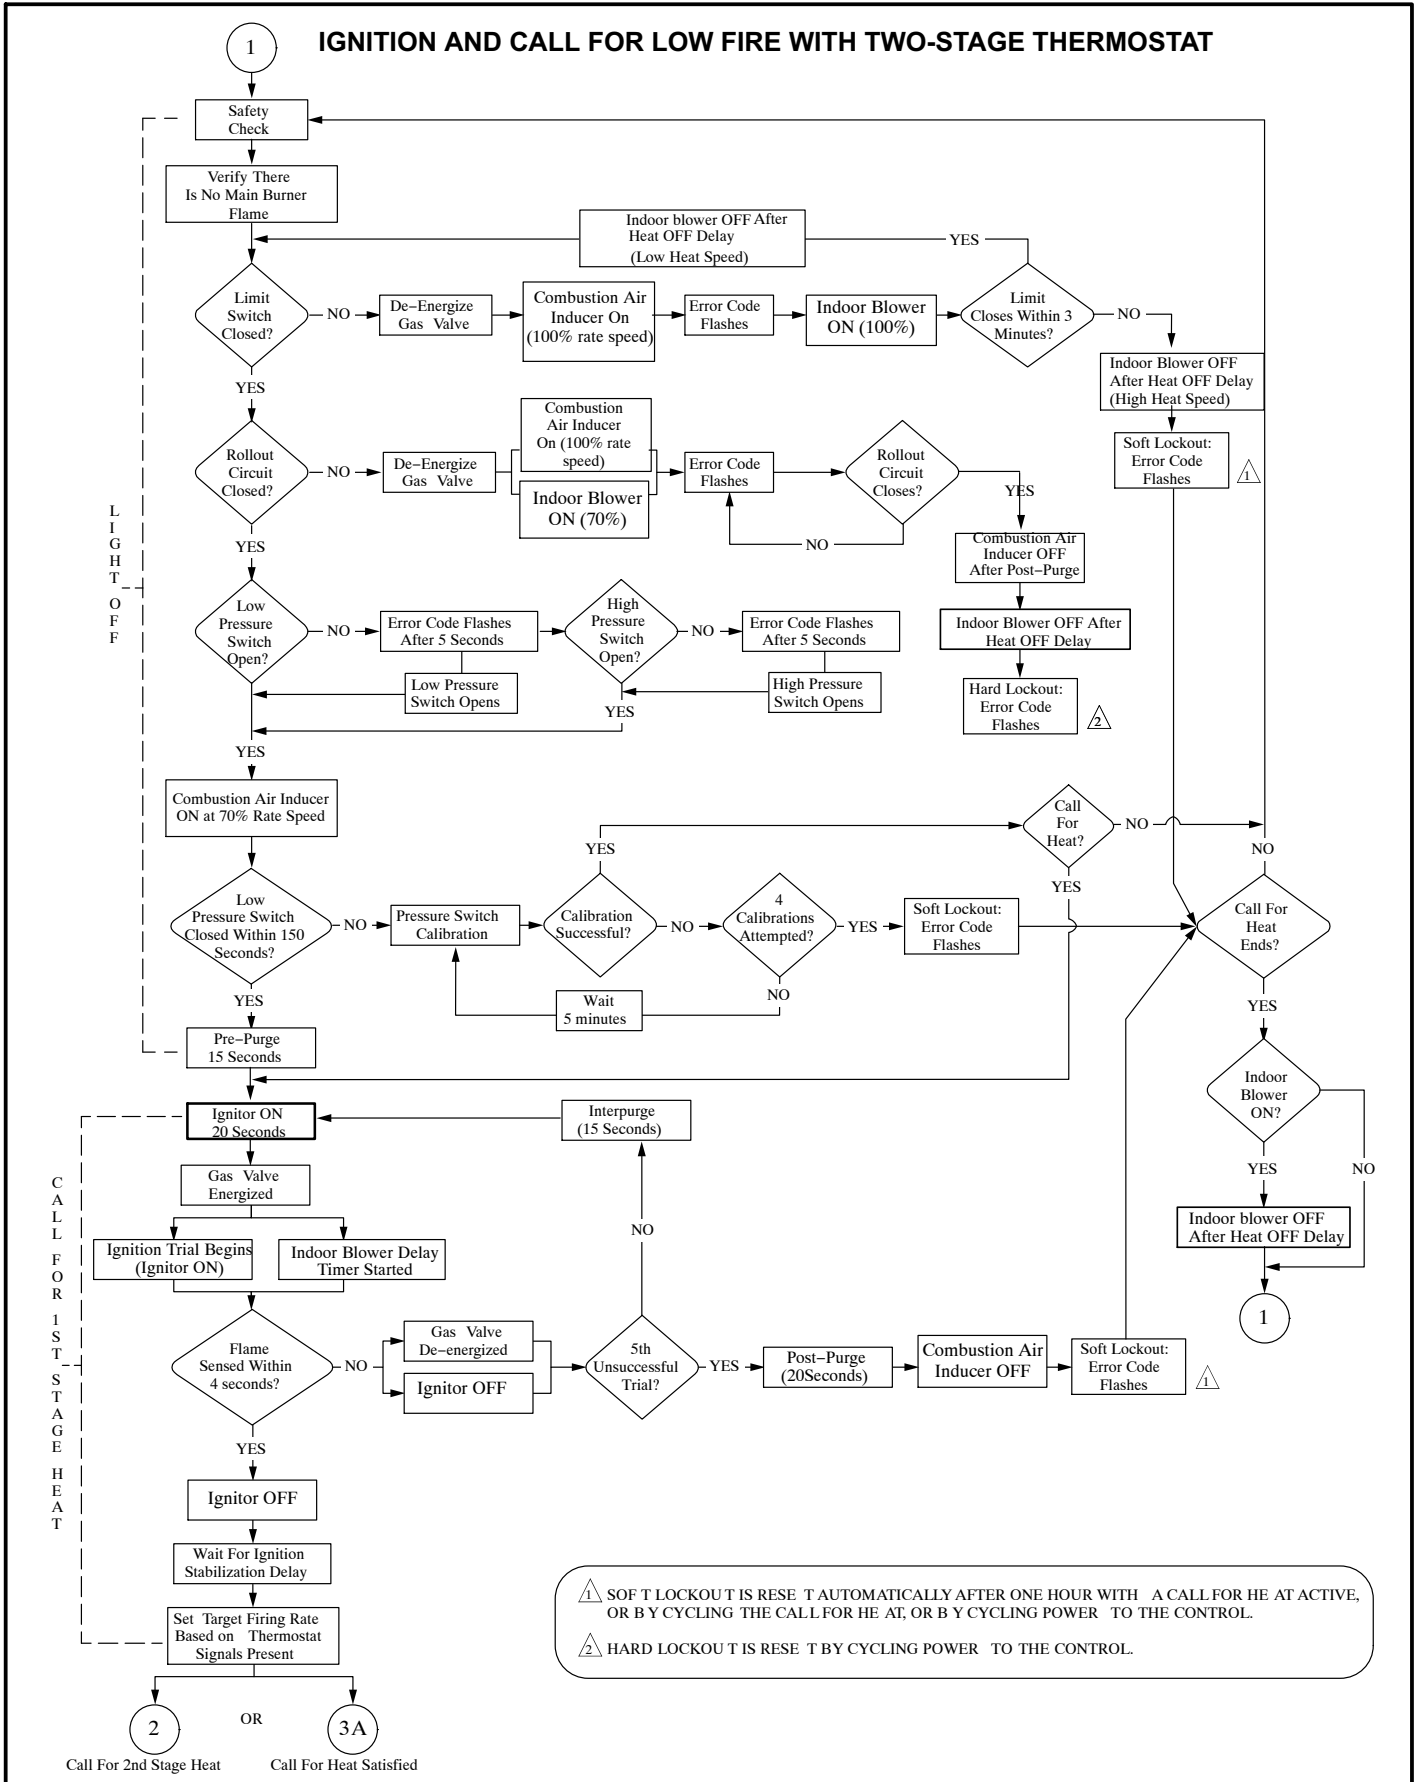 IGNITION AND CALL FOR LOW FIRE WITH TWO-STAGE THERMOSTAT
1
Safety
Check
Verify There
Is No Main Burner
Flame
Indoor blower OFF After
Heat OFF Delay
(Low Heat Speed)
YES
Limit
Switch
Closed?
NO
De-Energize
Gas Valve
Combustion Air
Inducer On
(100% rate speed)
Error Code
Flashes
Indoor Blower
ON (100%)
Limit
Closes Within 3
Minutes?
NO
Indoor Blower OFF
After Heat OFF Delay
(High Heat Speed)
Soft Lockout:
Error Code
Flashes
1
YES
Rollout
Circuit
Closed?
NO
De-Energize
Gas Valve
Combustion
Air Inducer
On (100% rate
speed)
Indoor Blower
ON (70%)
Error Code
Flashes
Rollout
Circuit
Closes?
NO
YES
Combustion Air
Inducer OFF
After Post-Purge
Indoor Blower OFF After
Heat OFF Delay
Hard Lockout:
Error Code
Flashes
2
LIGHT OFF
YES
Low
Pressure
Switch
Open?
NO
Error Code Flashes
After 5 Seconds
Low Pressure
Switch Opens
High
Pressure
Switch
Open?
NO
Error Code Flashes
After 5 Seconds
High Pressure
Switch Opens
YES
YES
Combustion Air Inducer
ON at 70% Rate Speed
Call
For
Heat?
NO
YES
NO
YES
Low
Pressure Switch
Closed Within 150
Seconds?
NO
Pressure Switch
Calibration
Calibration
Successful?
NO
4
Calibrations
Attempted?
YES
Soft Lockout:
Error Code
Flashes
Call For
Heat
Ends?
NO
Wait
5 minutes
YES
YES
Pre-Purge
15 Seconds
Indoor
Blower
ON?
YES
NO
Indoor blower OFF
After Heat OFF Delay
1
Ignitor ON
20 Seconds
Interpurge
(15 Seconds)
Gas Valve
Energized
CALL FOR 1ST STAGE HEAT
Ignition Trial Begins
(Ignitor ON)
Indoor Blower Delay
Timer Started
NO
Flame
Sensed Within
4 seconds?
NO
Gas Valve
De-energized
Ignitor OFF
5th
Unsuccessful
Trial?
YES
Post-Purge
(20Seconds)
Combustion Air
Inducer OFF
Soft Lockout:
Error Code
Flashes
1
YES
Ignitor OFF
Wait For Ignition
Stabilization Delay
Set Target Firing Rate
Based on Thermostat
Signals Present
2
OR
3A
Call For 2nd Stage Heat
Call For Heat Satisfied
1 SOF T LOCKOU T IS RESE T AUTOMATICALLY AFTER ONE HOUR WITH A CALL FOR HE AT ACTIVE,
OR B Y CYCLING THE CALL FOR HE AT, OR B Y CYCLING POWER TO THE CONTROL.
2 HARD LOCKOU T IS RESE T BY CYCLING POWER TO THE CONTROL.